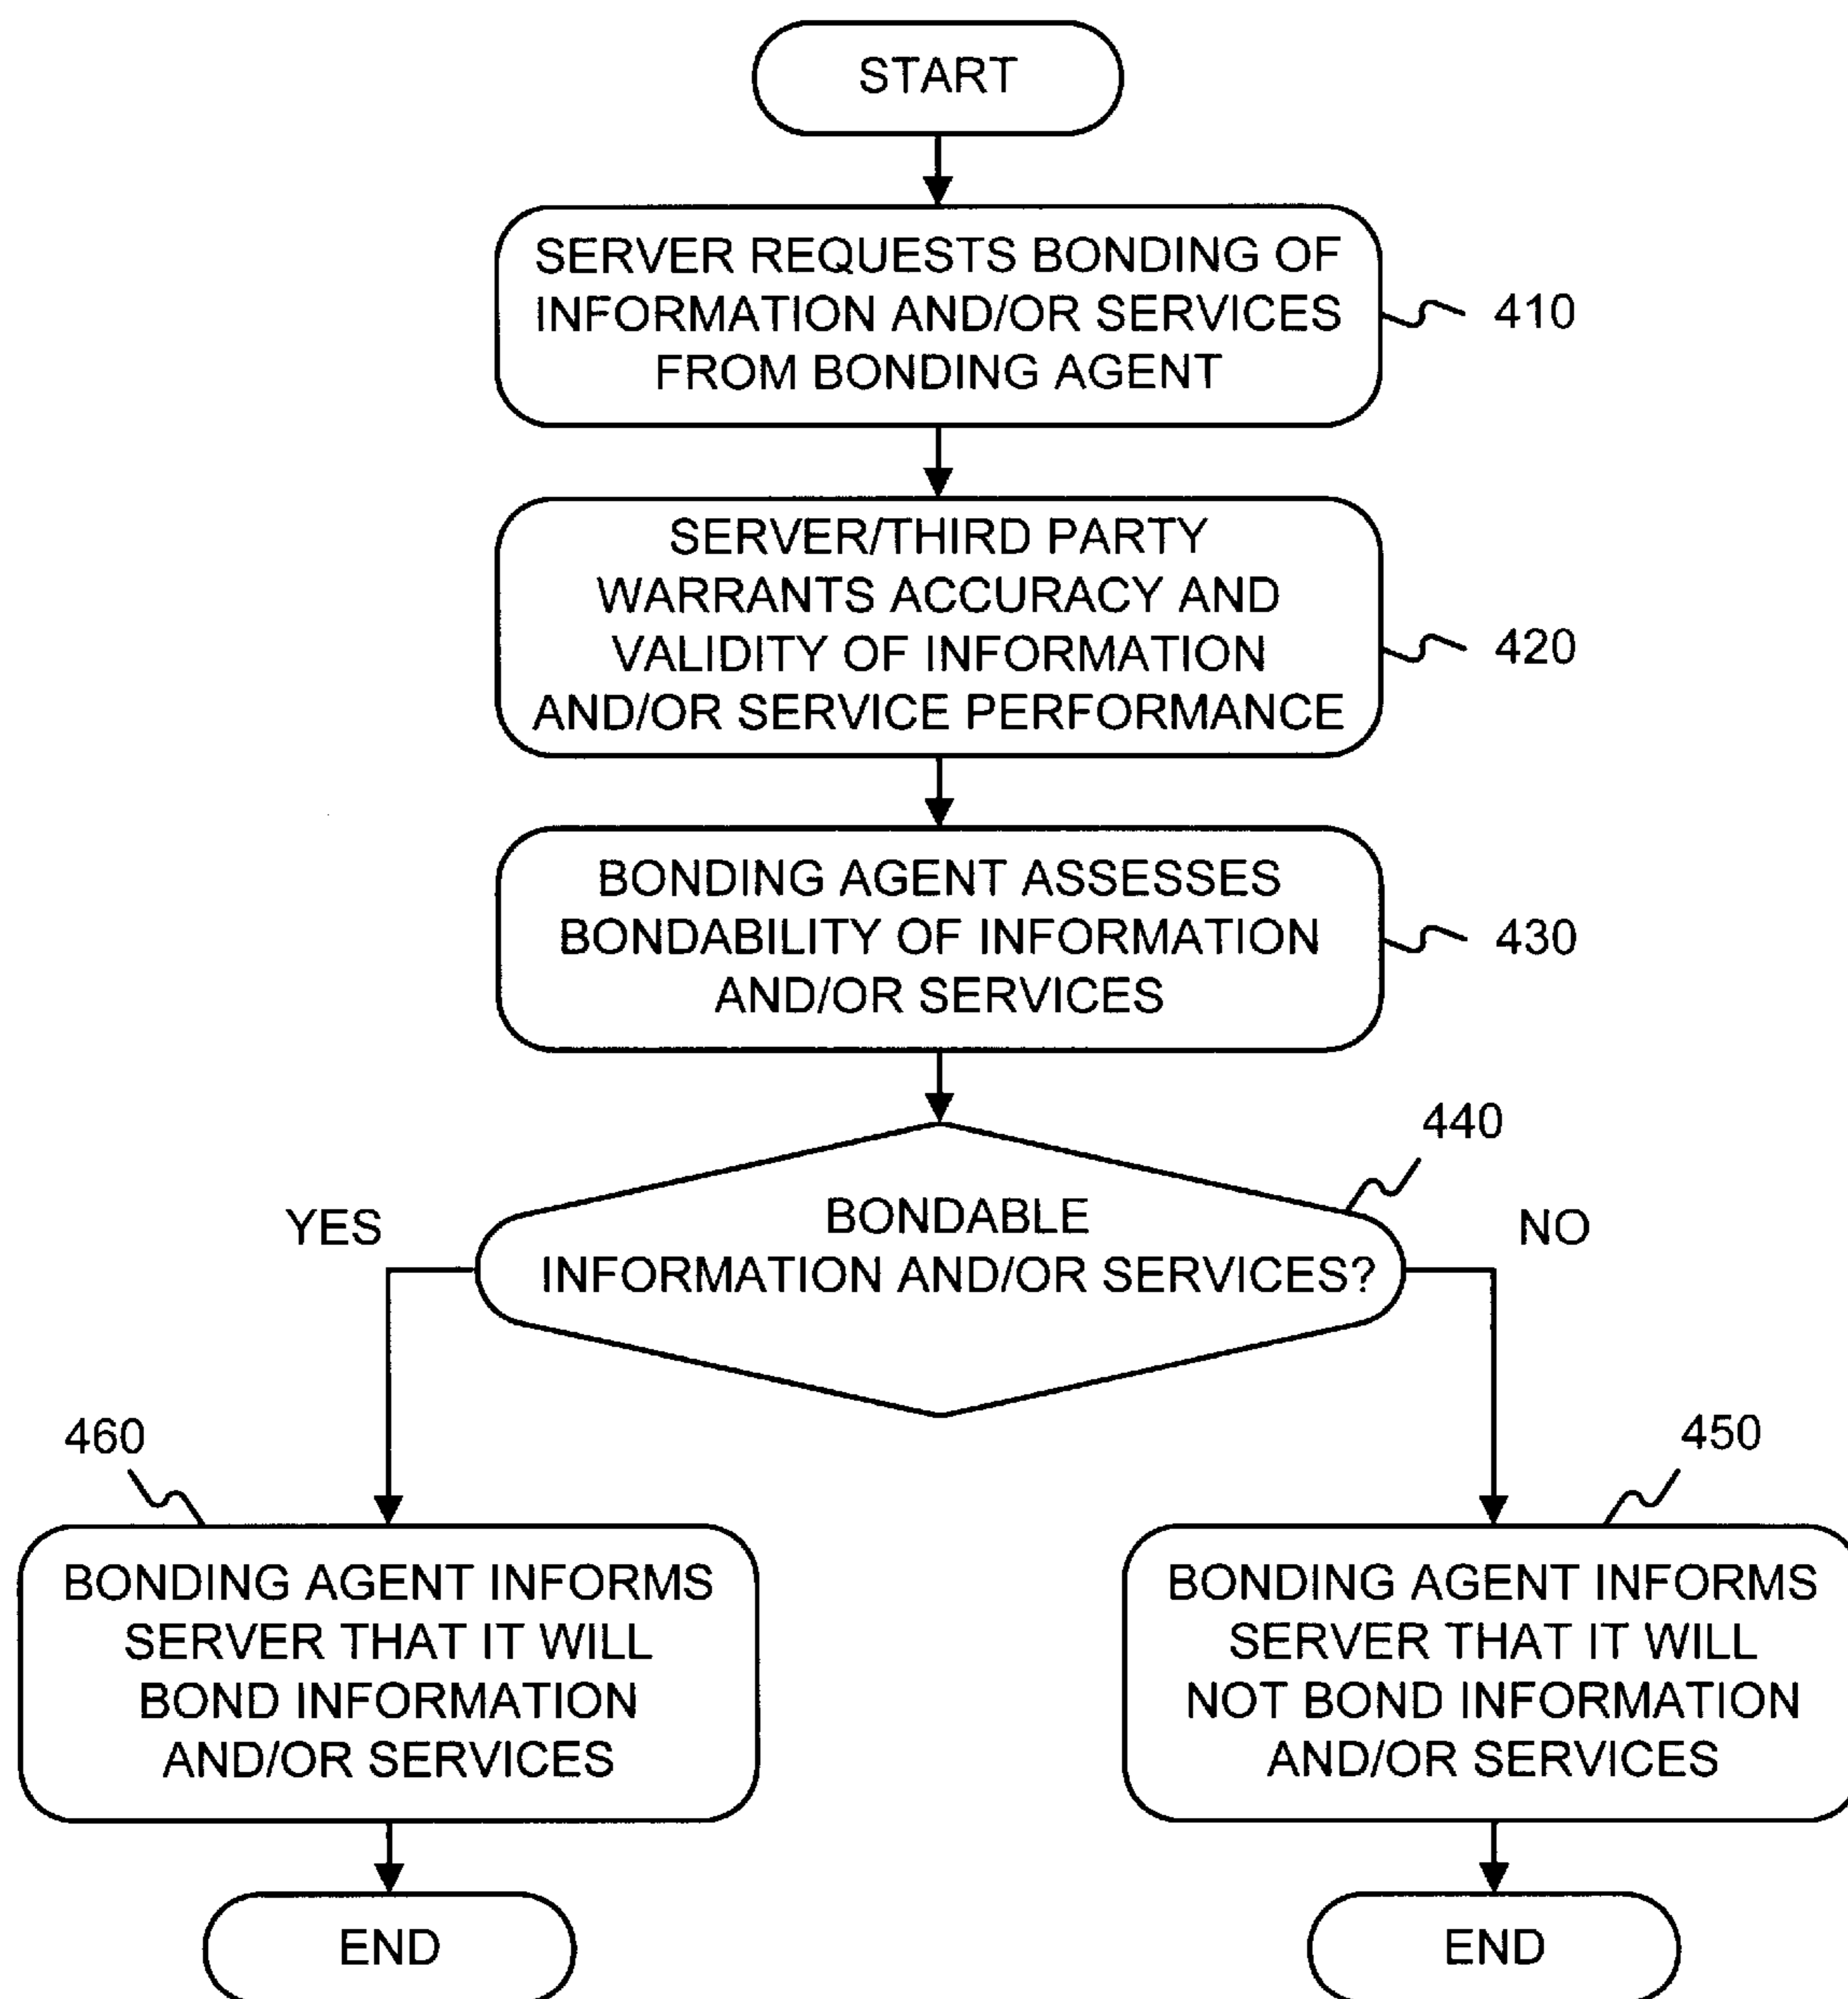 START
SERVER REQUESTS BONDING OF
INFORMATION AND/OR SERVICES
FROM BONDING AGENT
410
SERVER/THIRD PARTY
WARRANTS ACCURACY AND
VALIDITY OF INFORMATION
AND/OR SERVICE PERFORMANCE
420
BONDING AGENT ASSESSES
BONDABILITY OF INFORMATION
AND/OR SERVICES
430
440
YES
BONDABLE
INFORMATION AND/OR SERVICES?
NO
460
BONDING AGENT INFORMS
SERVER THAT IT WILL
BOND INFORMATION
AND/OR SERVICES
450
BONDING AGENT INFORMS
SERVER THAT IT WILL
NOT BOND INFORMATION
AND/OR SERVICES
END
END